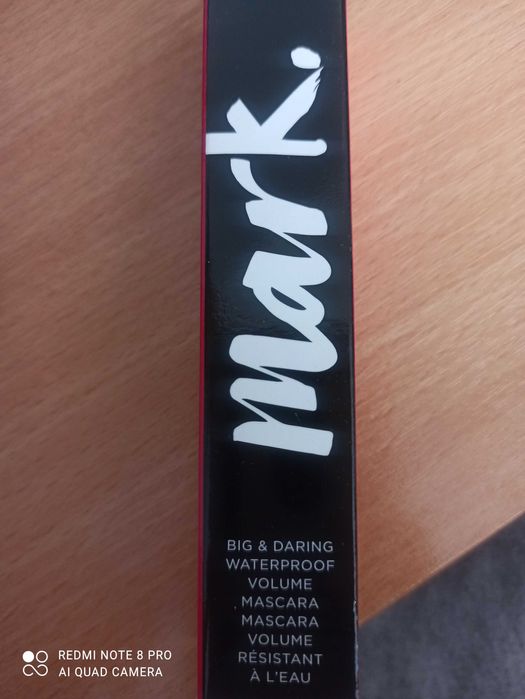 mark.
BIG & DARING
WATERPROOF
VOLUME
MASCARA
MASCARA
VOLUME
RÉSISTANT
À L'EAU
REDMI NOTE 8 PRO
AI QUAD CAMERA